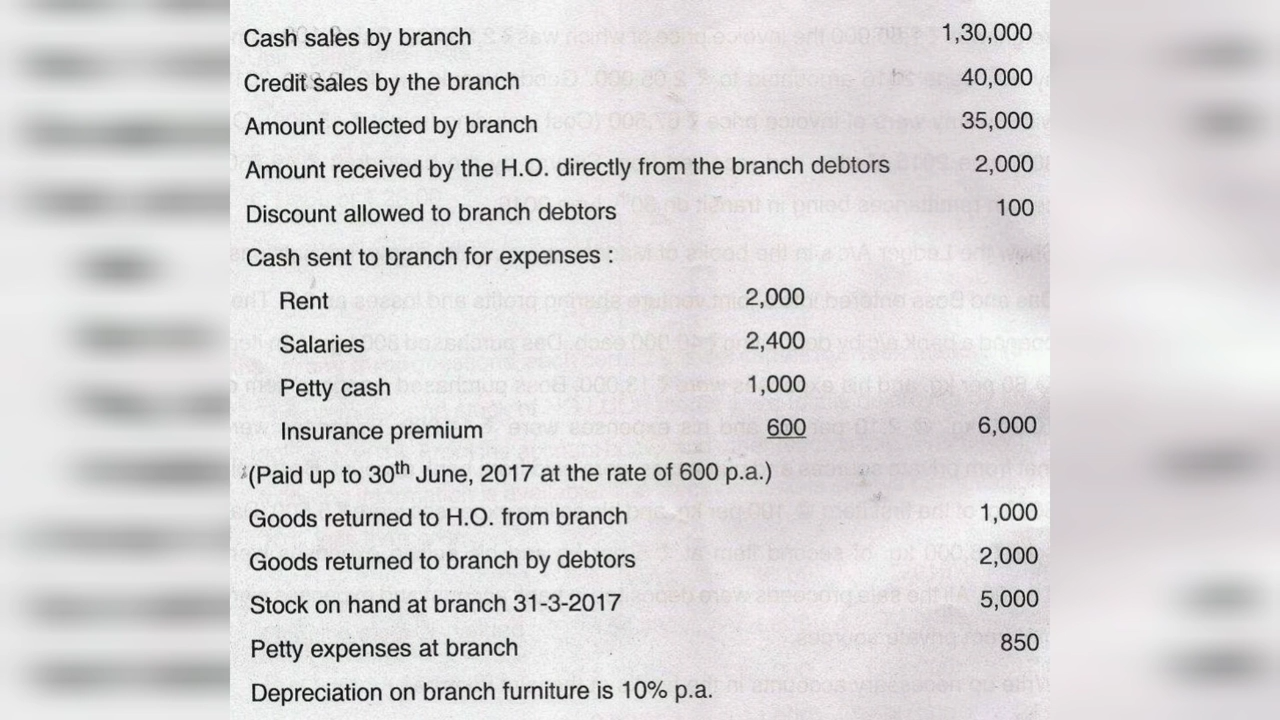 Cash sales by branch 1,30,000
Credit sales by the branch 40,000
Amount collected by branch 35,000
Amount received by the H.O. directly from the branch debtors 2,000
Discount allowed to branch debtors 100
Cash sent to branch for expenses :
Rent 2,000
Salaries 2,400
Petty cash 1,000
Insurance premium 600 6,000
(Paid up to 30th June, 2017 at the rate of 600 p.a.)
Goods returned to H.O. from branch 1,000
Goods returned to branch by debtors 2,000
Stock on hand at branch 31-3-2017 5,000
Petty expenses at branch 850
Depreciation on branch furniture is 10% p.a.